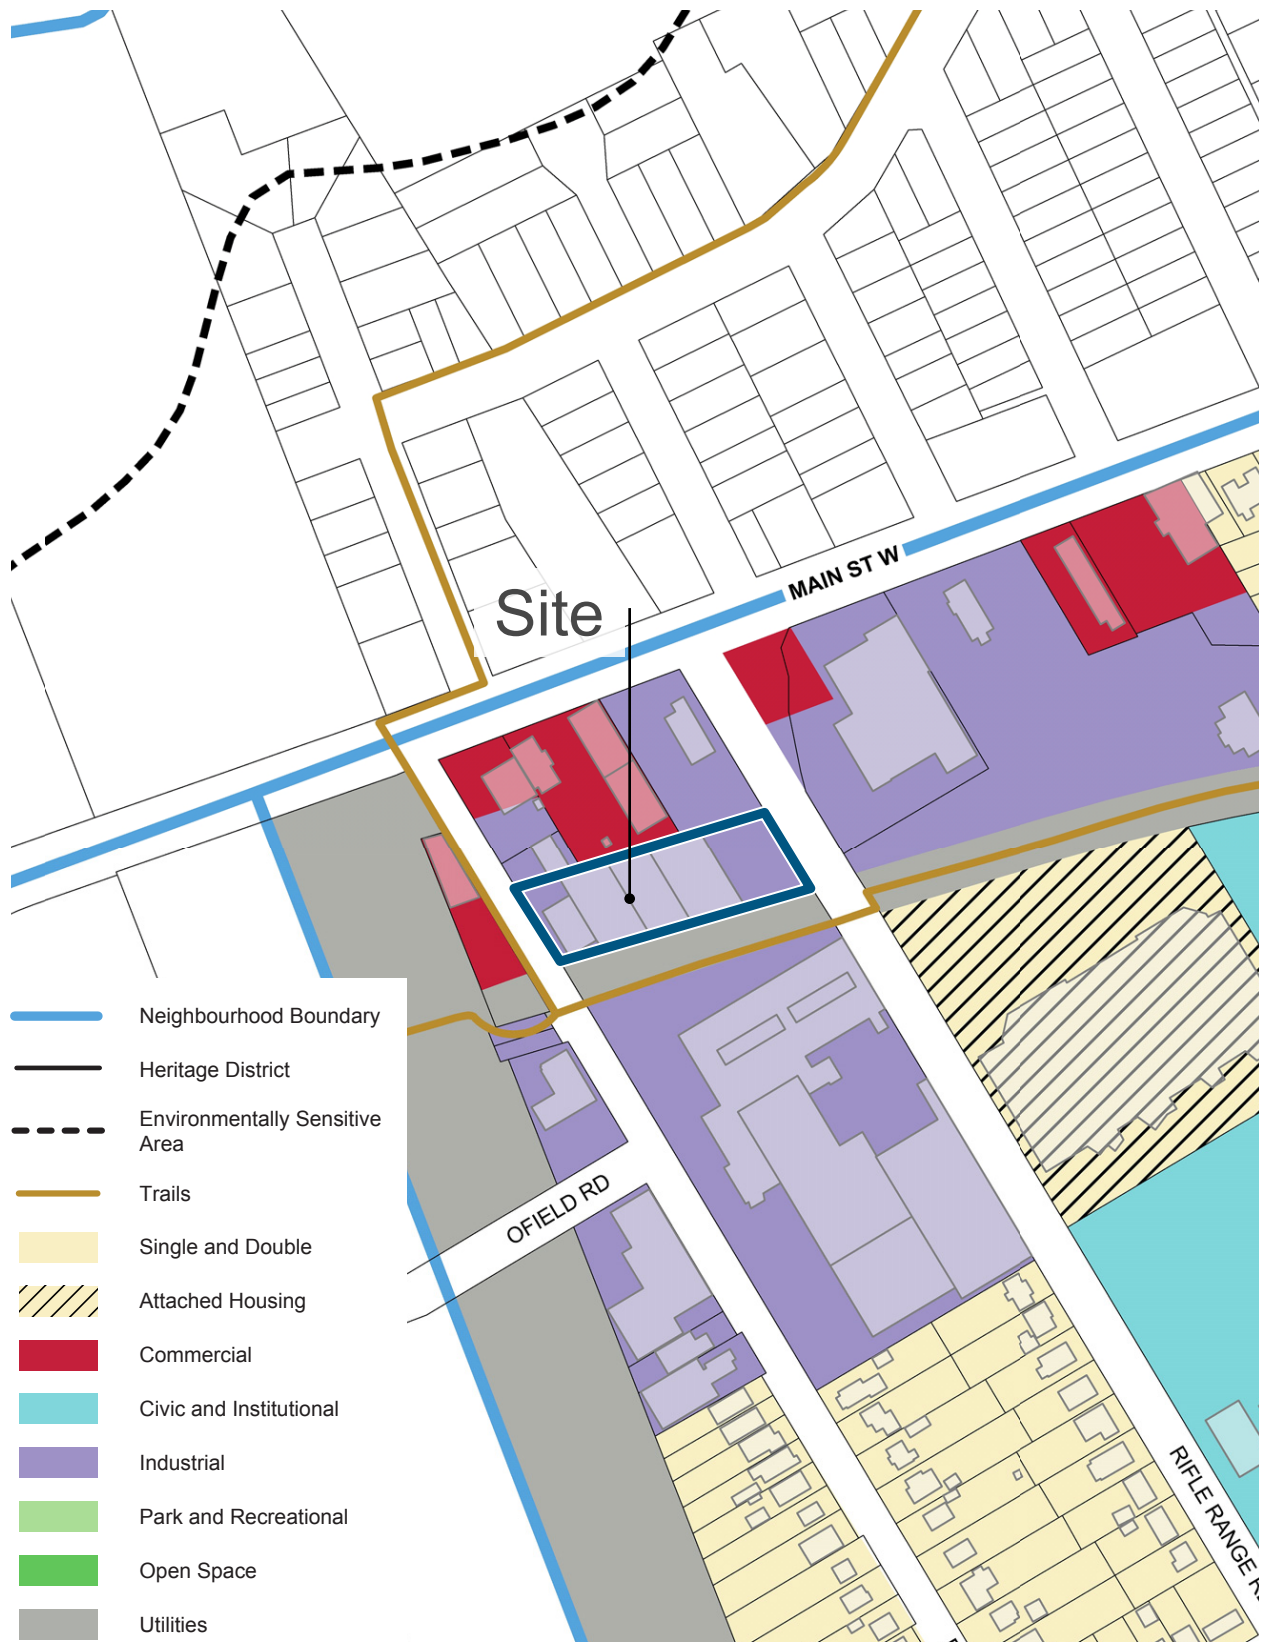 MAIN ST W
Site
Neighbourhood Boundary
Heritage District
Environmentally Sensitive
Area
Trails
OFIELD RD
Single and Double
Attached Housing
Commercial
Civic and Institutional
Industrial
RIFLE RANGE
Park and Recreational
Open Space
Utilities